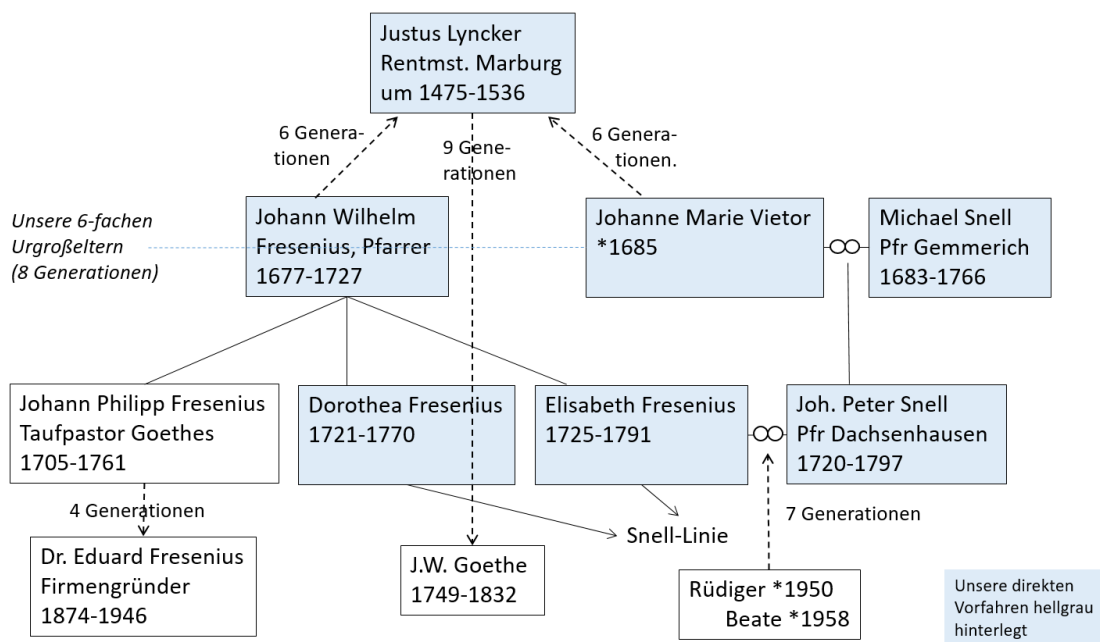 Justus Lyncker
Rentmst. Marburg
um 1475-1536
6 Genera-
tionen
9 Gene-
rationen
6 Genera-
tionen.
Unsere 6-fachen
Urgroßeltern
(8 Generationen)
Johann Wilhelm
Fresenius, Pfarrer
1677-1727
Johanne Marie Vietor
*1685
Michael Snell
Pfr Gemmerich
1683-1766
Johann Philipp Fresenius
Taufpastor Goethes
1705-1761
Dorothea Fresenius
1721-1770
Elisabeth Fresenius
1725-1791
Joh. Peter Snell
Pfr Dachsenhausen
1720-1797
4 Generationen
7 Generationen
Snell-Linie
Dr. Eduard Fresenius
Firmengründer
1874-1946
J.W. Goethe
1749-1832
Rüdiger *1950
Beate *1958
Unsere direkten
Vorfahren hellgrau
hinterlegt